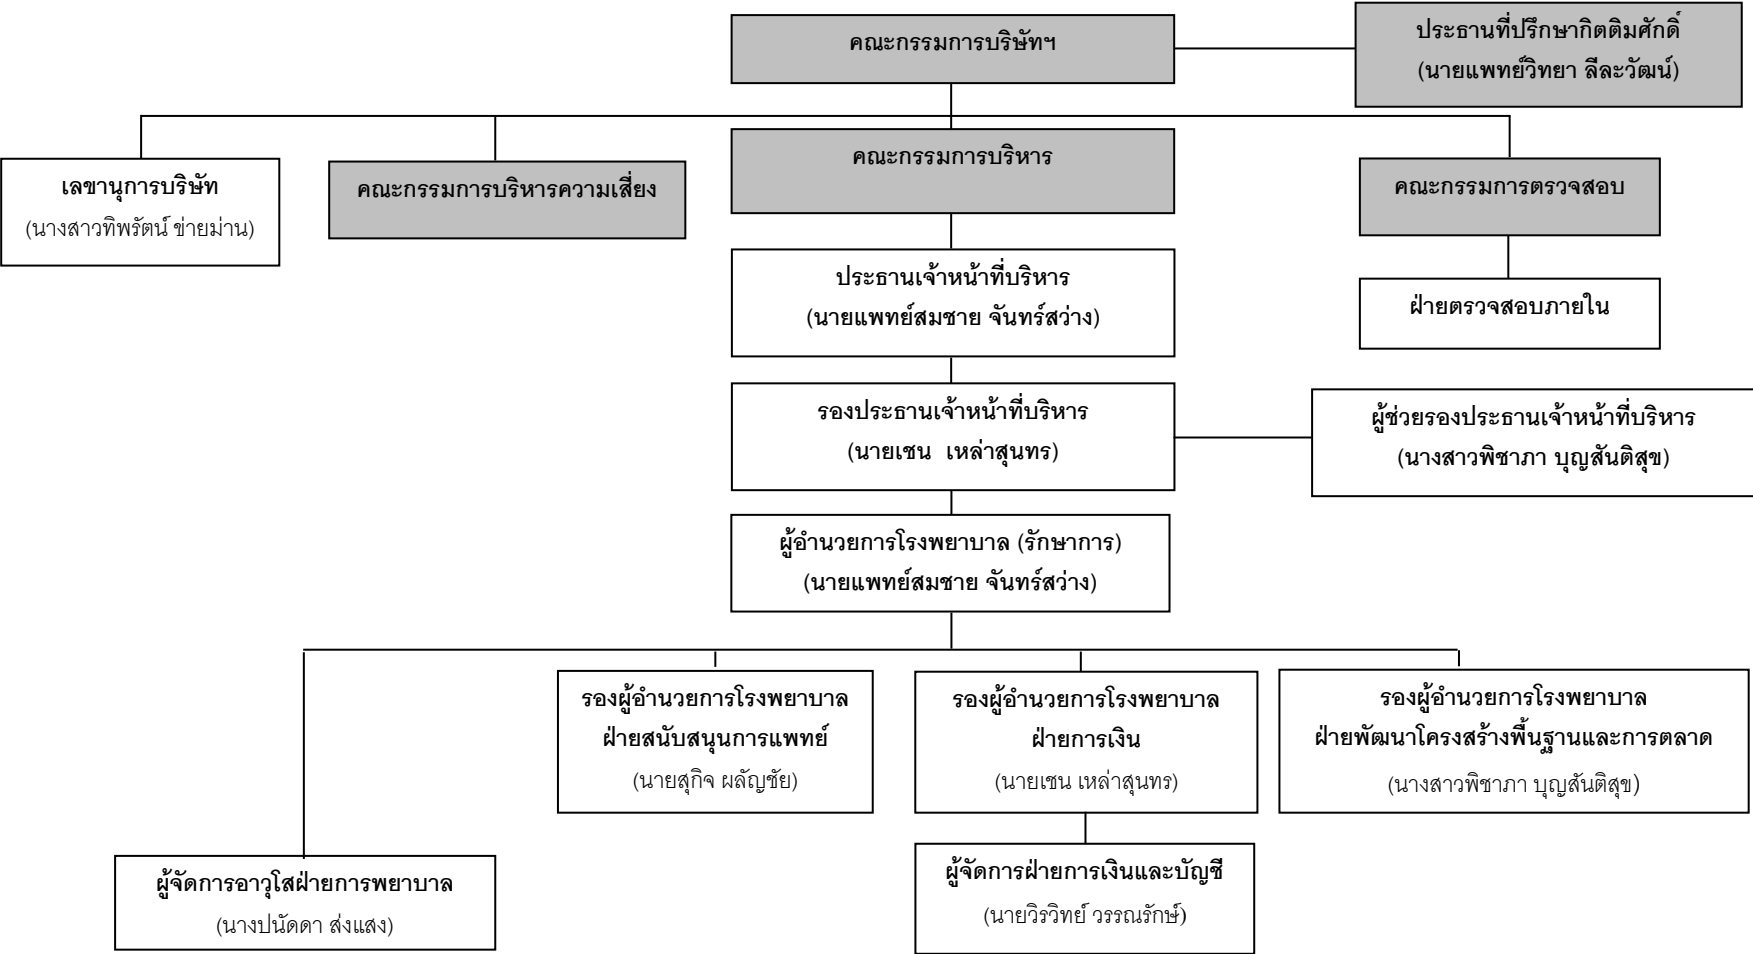 คณะกรรมการบริษัทฯ
ประธานที่ปรึกษากิตติมศักดิ์
(นายแพทย์วิทยา ลีละวัฒน์)
เลขานุการบริษัท
(นางสาวทิพรัตน์ ข่ายม่าน)
คณะกรรมการบริหารความเสี่ยง
คณะกรรมการบริหาร
คณะกรรมการตรวจสอบ
ประธานเจ้าหน้าที่บริหาร
(นายแพทย์สมชาย จันทร์สว่าง)
ฝ่ายตรวจสอบภายใน
รองประธานเจ้าหน้าที่บริหาร
(นายเชน เหล่าสุนทร)
ผู้ช่วยรองประธานเจ้าหน้าที่บริหาร
(นางสาวพิชาภา บุญสันติสุข)
ผู้อำนวยการโรงพยาบาล (รักษาการ)
(นายแพทย์สมชาย จันทร์สว่าง)
รองผู้อำนวยการโรงพยาบาล
ฝ่ายสนับสนุนการแพทย์
(นายสุกิจ ผลัญชัย)
รองผู้อำนวยการโรงพยาบาล
ฝ่ายการเงิน
(นายเชน เหล่าสุนทร)
รองผู้อำนวยการโรงพยาบาล
ฝ่ายพัฒนาโครงสร้างพื้นฐานและการตลาด
(นางสาวพิชาภา บุญสันติสุข)
ผู้จัดการอาวุโสฝ่ายการพยาบาล
(นางปนัดดา ส่งแสง)
ผู้จัดการฝ่ายการเงินและบัญชี
(นายวิรวิทย์ วรรณรักษ์)